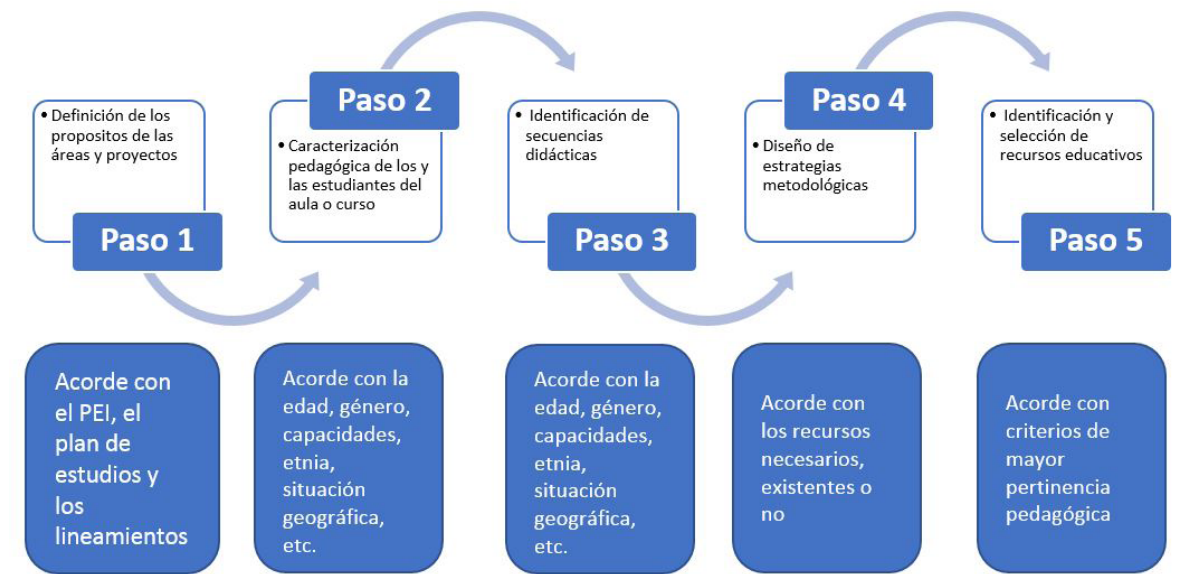 • Definición de los
propositos de las
áreas y proyectos
Paso 1
Paso 2
• Caracterización
pedagógica de los y
las estudiantes del
aula o curso
• Identificación de
secuencias
didácticas
Paso 3
Paso 4
• Diseño de
estrategias
metodológicas
• Identificación y
selección de
recursos educativos
Paso 5
Acorde con
el PEI, el
plan de
estudios y
los
lineamientos
Acorde con la
edad, género,
capacidades,
etnia,
situación
geográfica,
etc.
Acorde con la
edad, género,
capacidades,
etnia,
situación
geográfica,
etc.
Acorde con
los recursos
necesarios,
existentes o
no
Acorde con
criterios de
mayor
pertinencia
pedagógica